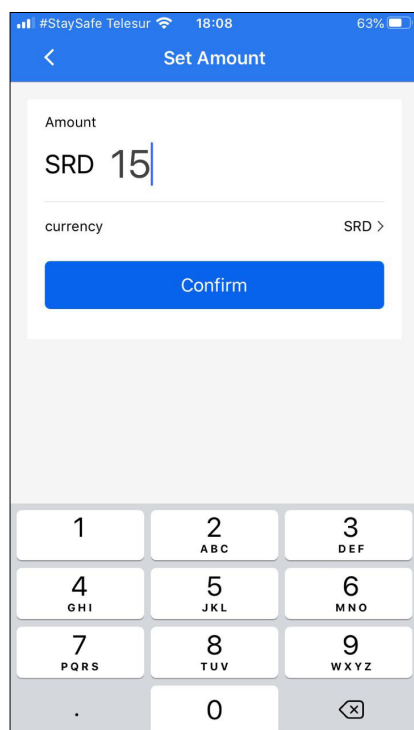 #StaySafe Telesur 18:08 63%
Set Amount
Amount
SRD 15
currency SRD >
Confirm
1 2 3
ABC DEF
4 5 6
GHI JKL MNO
7 8 9
PQRS TUV WXYZ
. 0